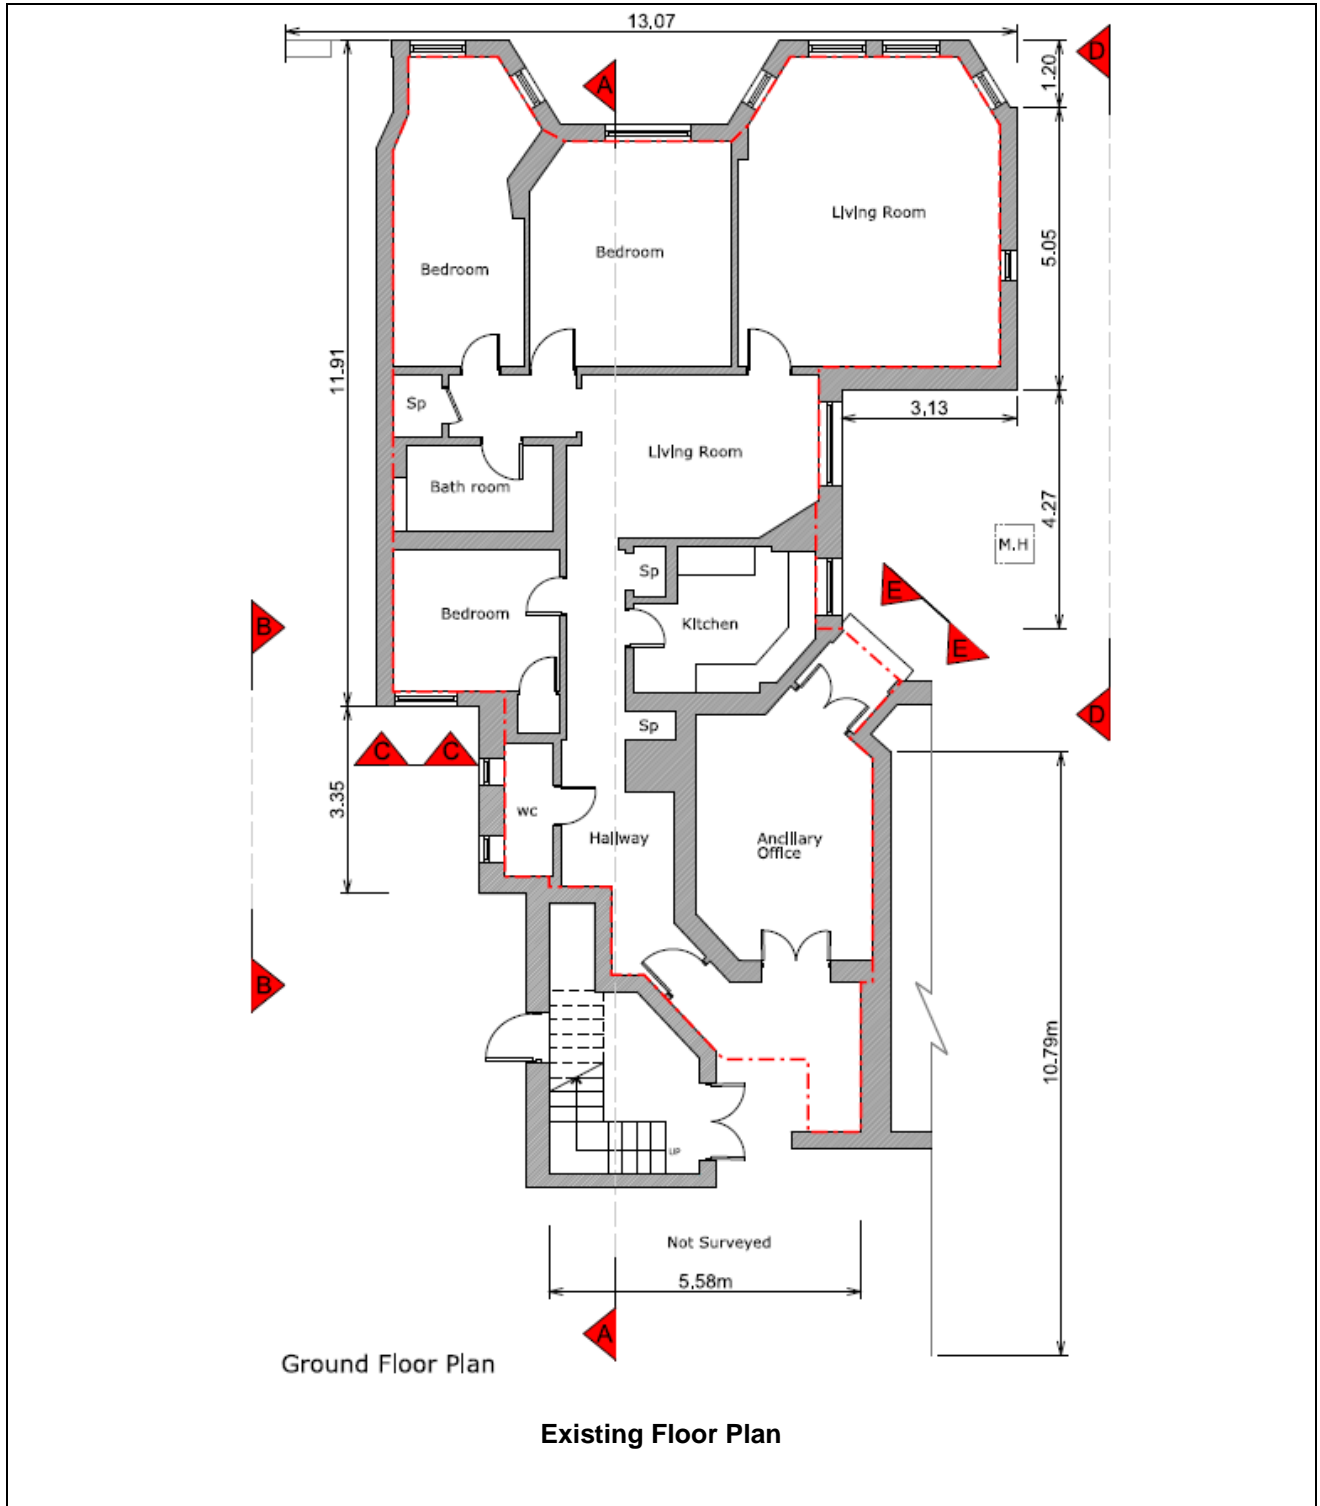 13,07
D
1.20
A
Living Room
Bedroom
Bedroom
5.05
11.91
Sp
3,13
Living Room
Bath room
4.27
M.H
Sp
E
Bedroom
Kitchen
B
E
Sp
D
C C
3.35
wc
Hallway
Ancillary
Office
B
10.79m
UP
Not Surveyed
5,58m
A
Ground Floor Plan
Existing Floor Plan